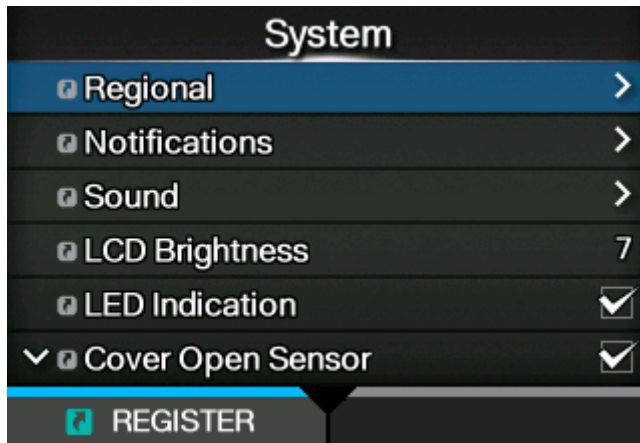 System
Regional
Notifications
Sound
LCD Brightness 7
LED Indication
Cover Open Sensor
REGISTER